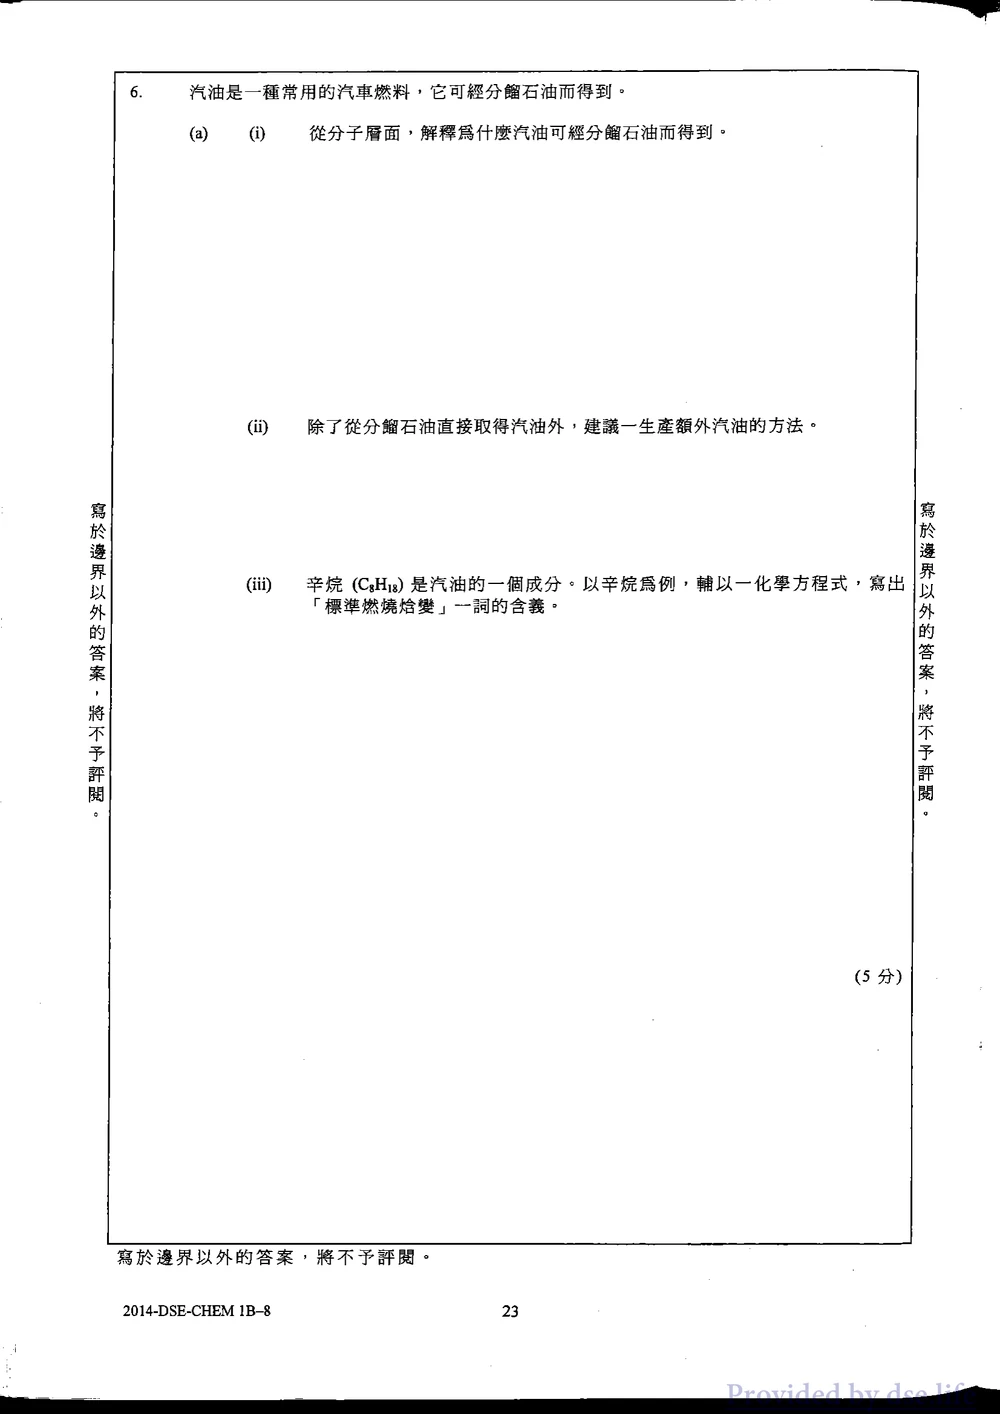 6. 汽油是一種常用的汽車燃料，它可經分餾石油而得到。
(a) (i) 從分子層面，解釋爲什麼汽油可經分餾石油而得到。
(ii) 除了從分餾石油直接取得汽油外，建議一生產額外汽油的方法。
(iii) 辛烷 (C₈H₁₈) 是汽油的一個成分。以辛烷爲例，輔以一化學方程式，寫出
「標準燃燒焓變」一詞的含義。
(5 分)
寫於邊界以外的答案，將不予評閱。
寫於邊界以外的答案，將不予評閱。
寫於邊界以外的答案，將不予評閱。
2014-DSE-CHEM 1B–8
23
Provided by dse.life